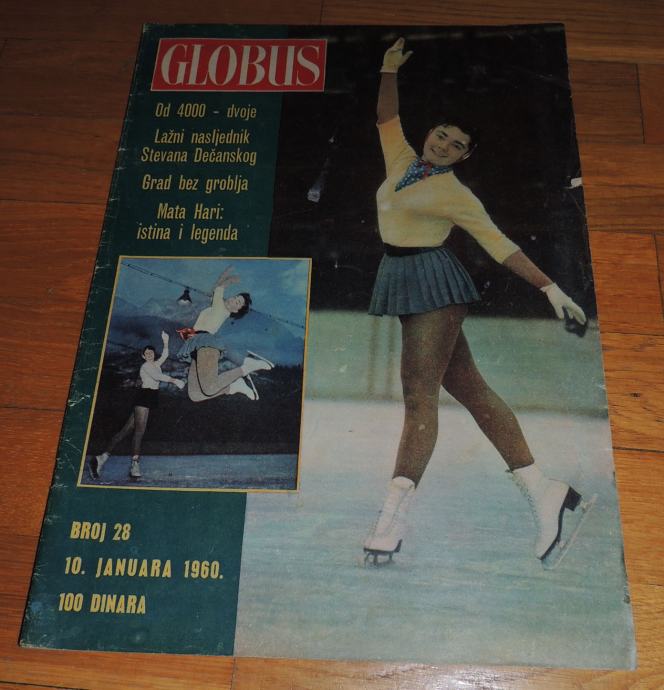 GLOBUS
Od 4000 - dvoje
Lažni nasljednik
Stevana Dečanskog
Grad bez groblja
Mata Hari:
istina i legenda
BROJ 28
10. JANUARA 1960.
100 DINARA